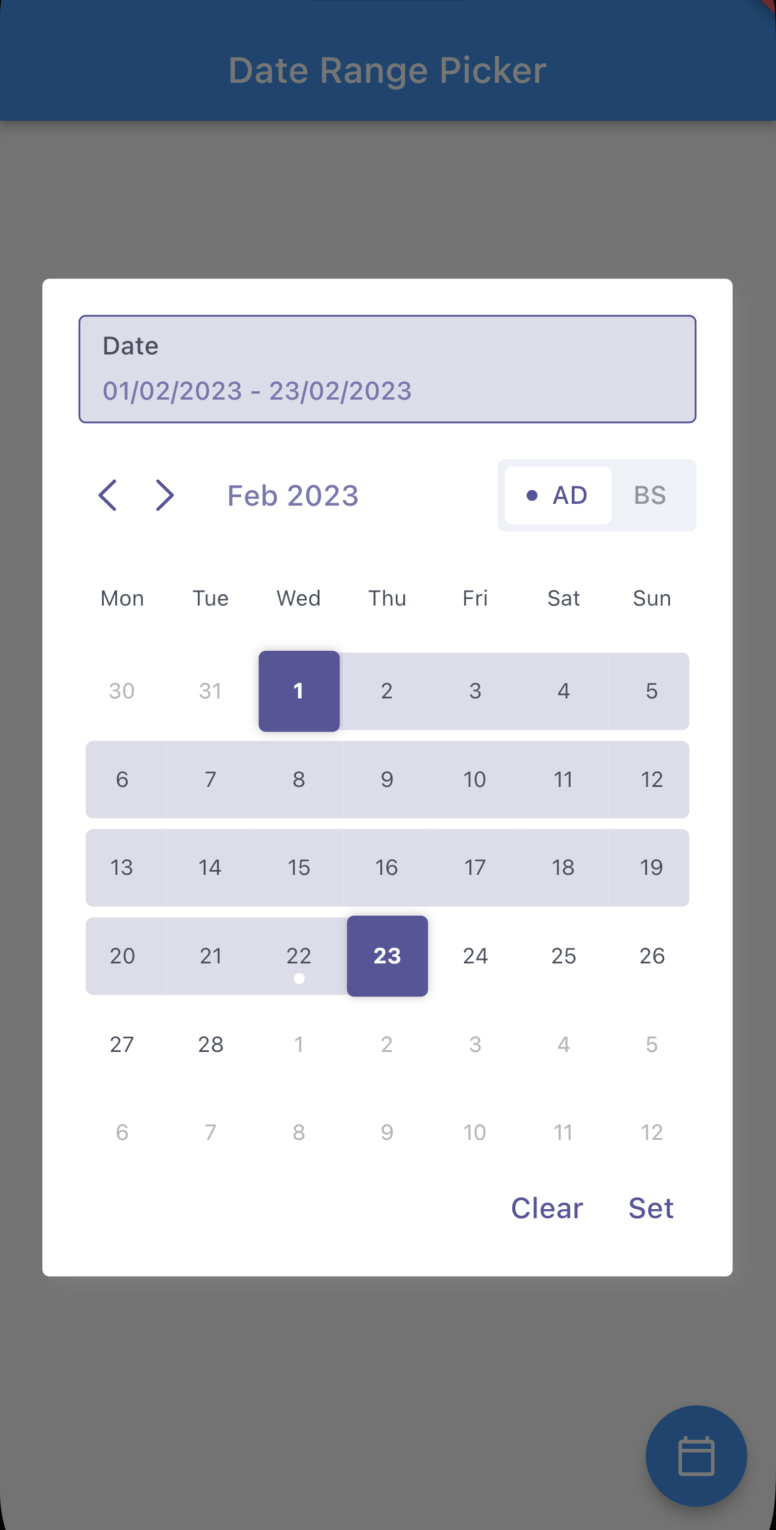 Date Range Picker
Date
01/02/2023 - 23/02/2023
Feb 2023 AD BS
Mon Tue Wed Thu Fri Sat Sun
30 31 1 2 3 4 5
6 7 8 9 10 11 12
13 14 15 16 17 18 19
20 21 22 23 24 25 26
27 28 1 2 3 4 5
6 7 8 9 10 11 12
Clear Set